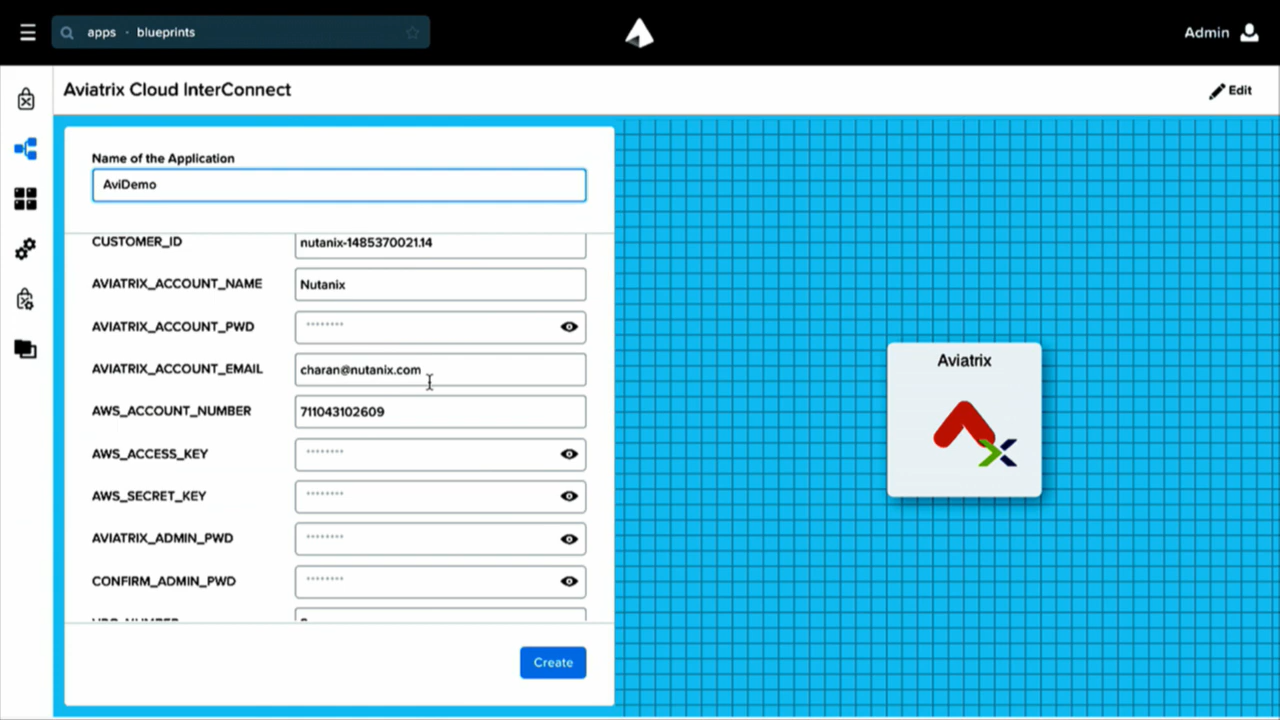 apps · blueprints
Admin
Aviatrix Cloud InterConnect
Edit
Name of the Application
AviDemo
CUSTOMER_ID nutanix-1485370021.14
AVIATRIX_ACCOUNT_NAME Nutanix
AVIATRIX_ACCOUNT_PWD ********
AVIATRIX_ACCOUNT_EMAIL charan@nutanix.com
AWS_ACCOUNT_NUMBER 711043102609
AWS_ACCESS_KEY ********
AWS_SECRET_KEY ********
AVIATRIX_ADMIN_PWD ********
CONFIRM_ADMIN_PWD ********
Create
Aviatrix